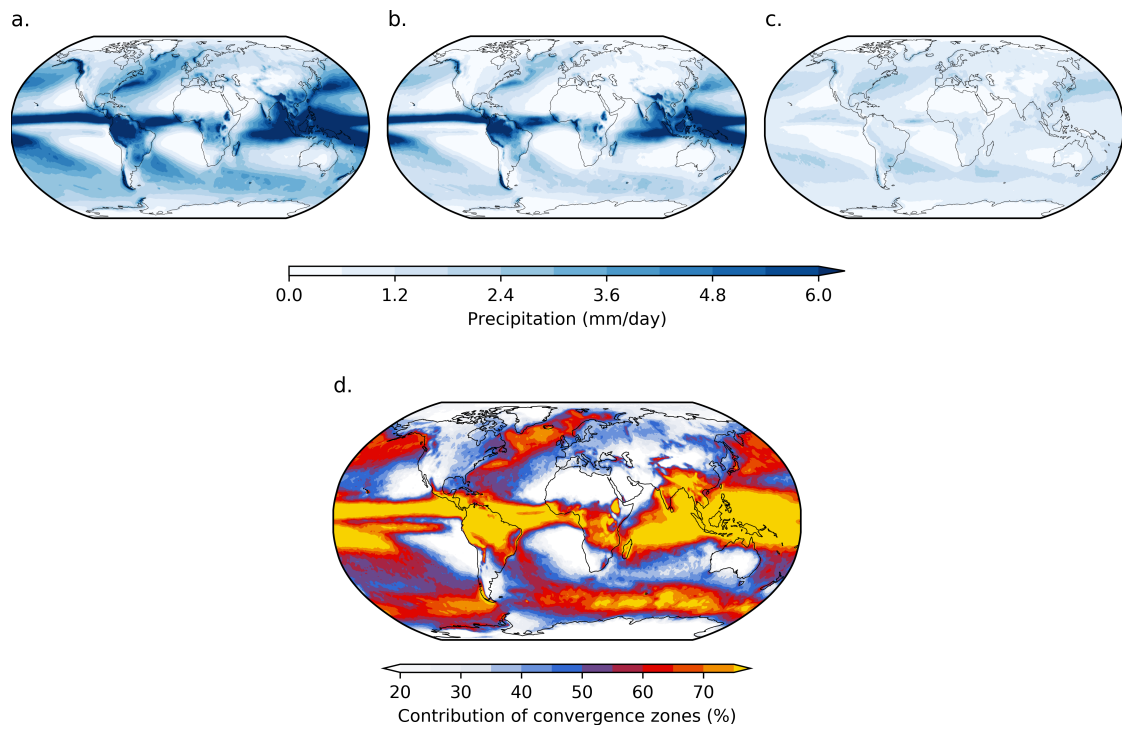 a.
b.
c.
0.0 1.2 2.4 3.6 4.8 6.0
Precipitation (mm/day)
d.
20 30 40 50 60 70
Contribution of convergence zones (%)